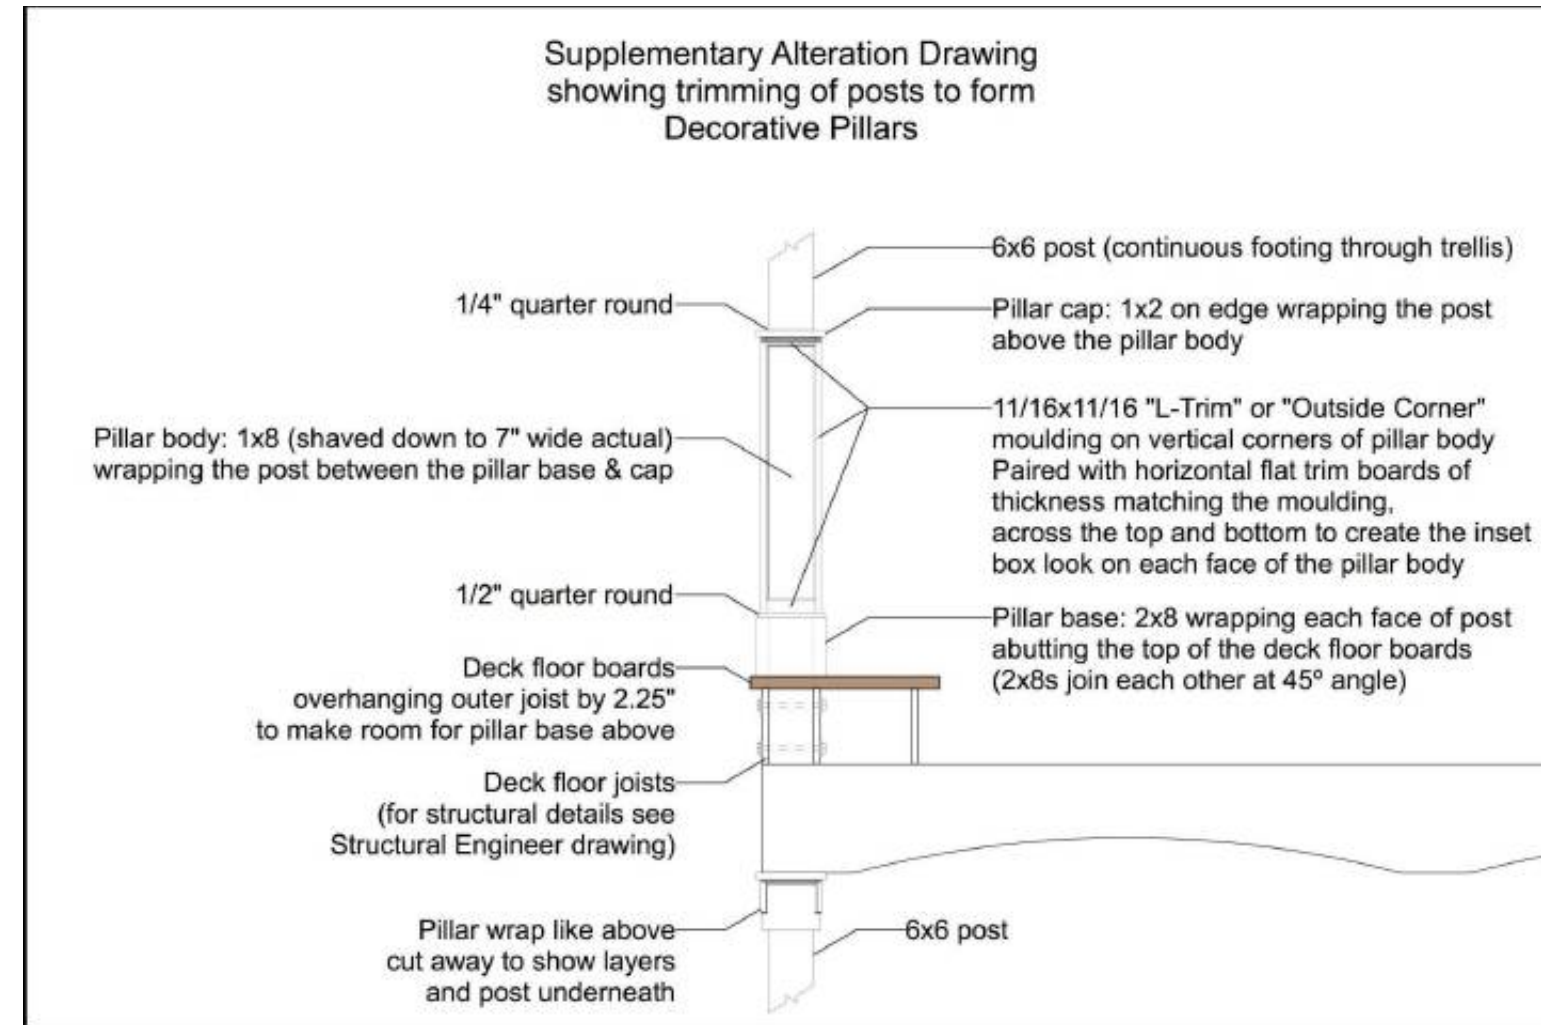 Supplementary Alteration Drawing
showing trimming of posts to form
Decorative Pillars
6x6 post (continuous footing through trellis)
1/4" quarter round
Pillar cap: 1x2 on edge wrapping the post
above the pillar body
11/16x11/16 "L-Trim" or "Outside Corner"
moulding on vertical corners of pillar body
Paired with horizontal flat trim boards of
thickness matching the moulding,
across the top and bottom to create the inset
box look on each face of the pillar body
Pillar body: 1x8 (shaved down to 7" wide actual)
wrapping the post between the pillar base & cap
1/2" quarter round
Pillar base: 2x8 wrapping each face of post
abutting the top of the deck floor boards
(2x8s join each other at 45º angle)
Deck floor boards
overhanging outer joist by 2.25"
to make room for pillar base above
Deck floor joists
(for structural details see
Structural Engineer drawing)
Pillar wrap like above
cut away to show layers
and post underneath
6x6 post